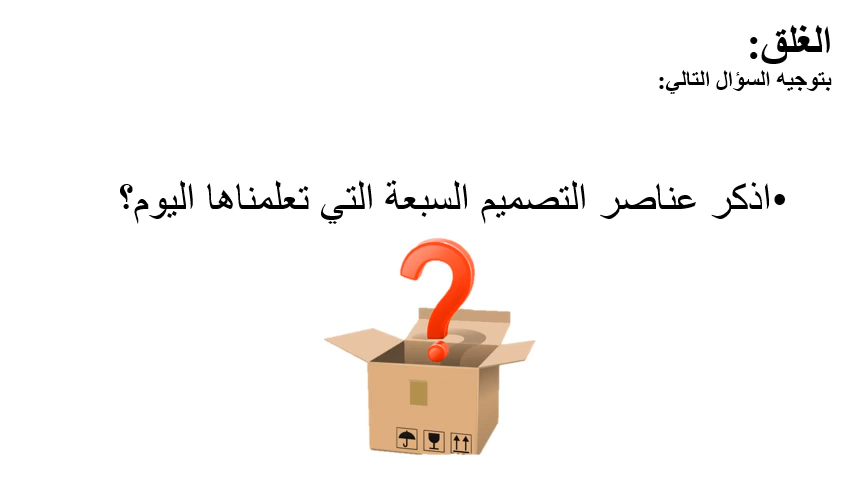 الغلق:
بتوجيه السؤال التالي:
•اذكر عناصر التصميم السبعة التي تعلمناها اليوم؟